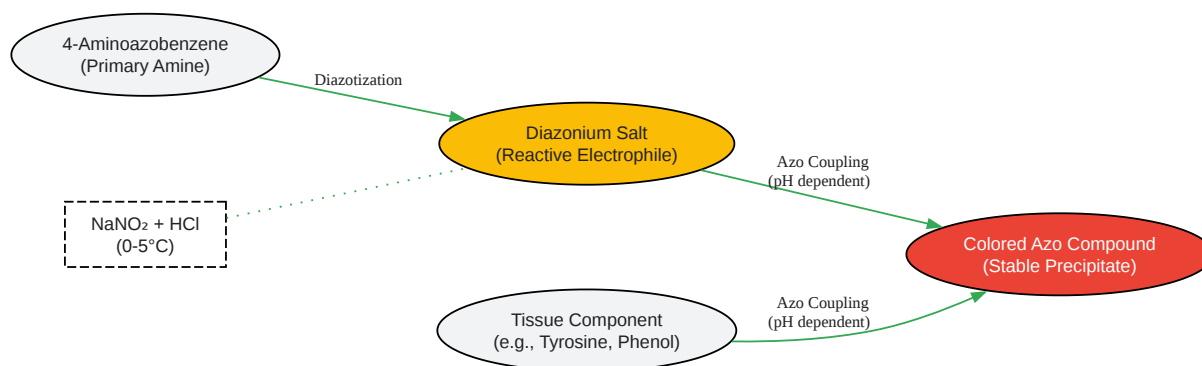 4-Aminoazobenzene
(Primary Amine)
Diazotization
Diazonium Salt
(Reactive Electrophile)
NaNO₂ + HCl
(0-5°C)
Azo Coupling
(pH dependent)
Colored Azo Compound
(Stable Precipitate)
Tissue Component
(e.g., Tyrosine, Phenol)
Azo Coupling
(pH dependent)